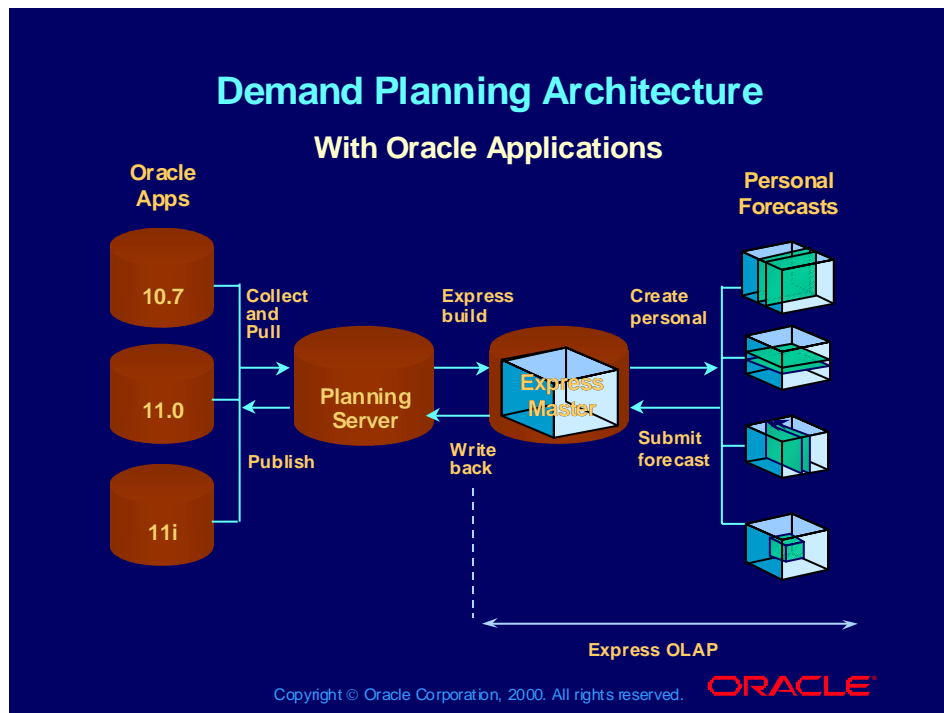 Demand Planning Architecture
With Oracle Applications
Oracle
Apps
Personal
Forecasts
10.7
Collect
and
Pull
Express
build
Create
personal
11.0
Planning
Server
Express
Master
Publish
Write
back
Submit
forecast
11i
Express OLAP
Copyright © Oracle Corporation, 2000. All rights reserved.
ORACLE®